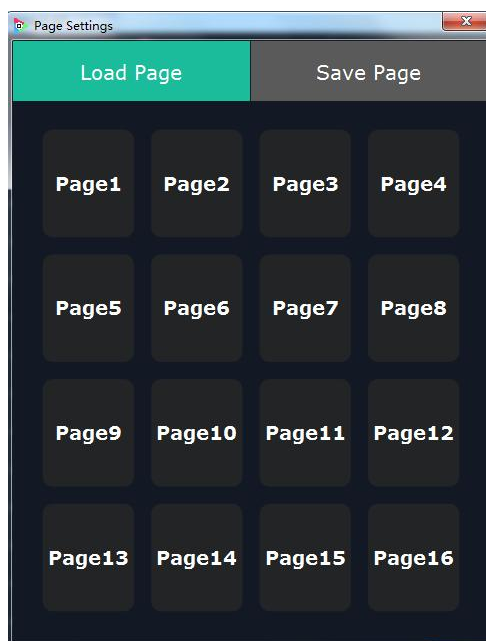 Page Settings
Load Page Save Page
Page1 Page2 Page3 Page4
Page5 Page6 Page7 Page8
Page9 Page10 Page11 Page12
Page13 Page14 Page15 Page16